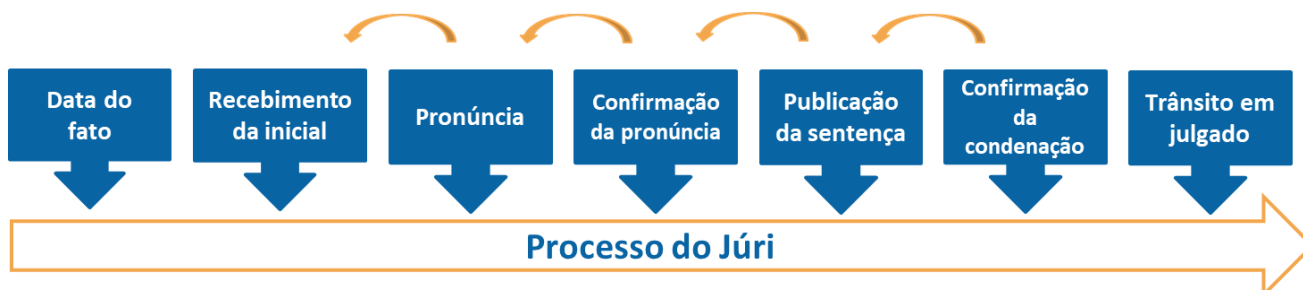 Data do
fato
Recebimento
da inicial
Pronúncia
Confirmação
da pronúncia
Publicação
da sentença
Confirmação
da
condenação
Trânsito em
julgado
Processo do Júri